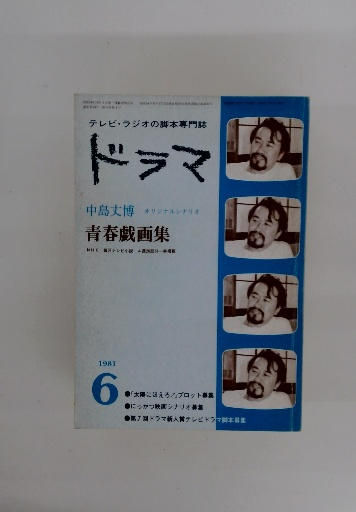 テレビ・ラジオの脚本専門誌
ドラマ
中島丈博 オリジナルシナリオ
青春戯画集
1981
6
●「太陽にほえろ!」プロット募集
●にっかつ映画シナリオ募集
●第7回ドラマ新人賞テレビドラマ脚本募集